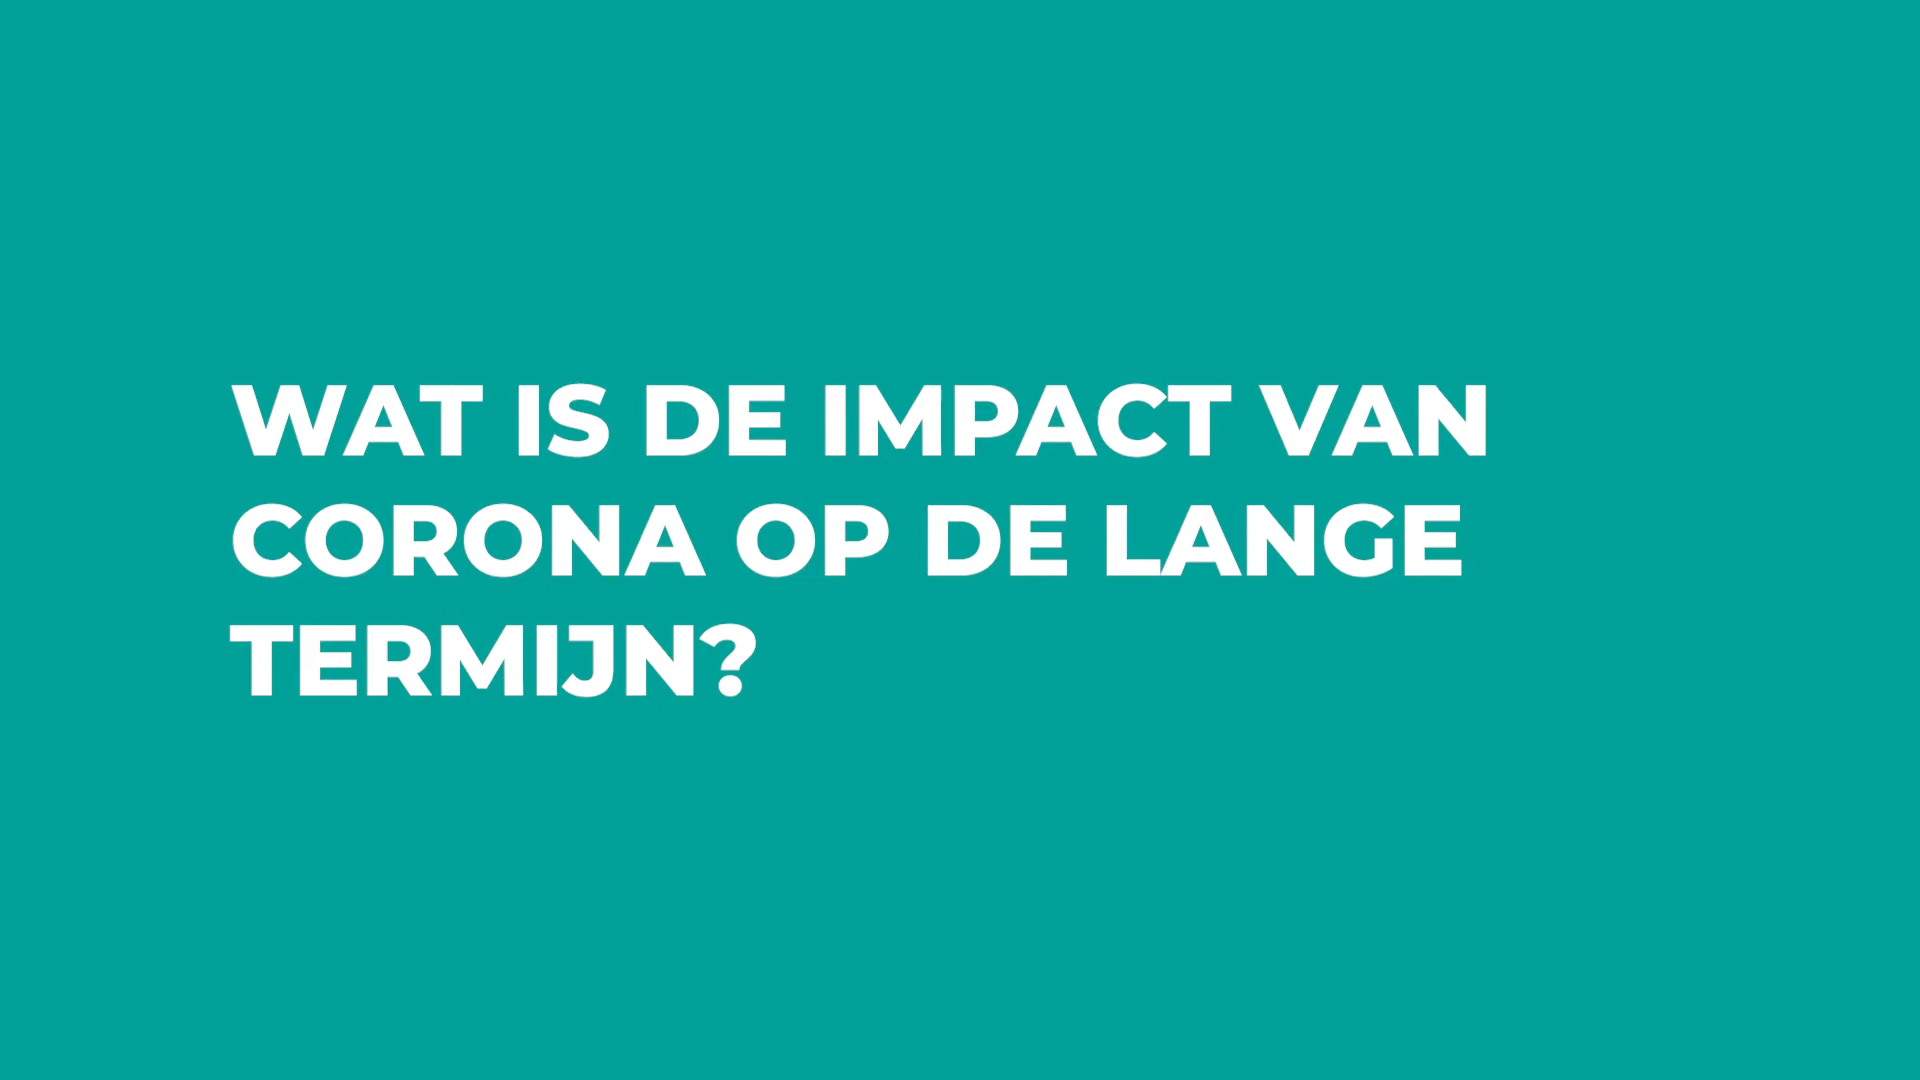 WAT IS DE IMPACT VAN
CORONA OP DE LANGE
TERMIJN?